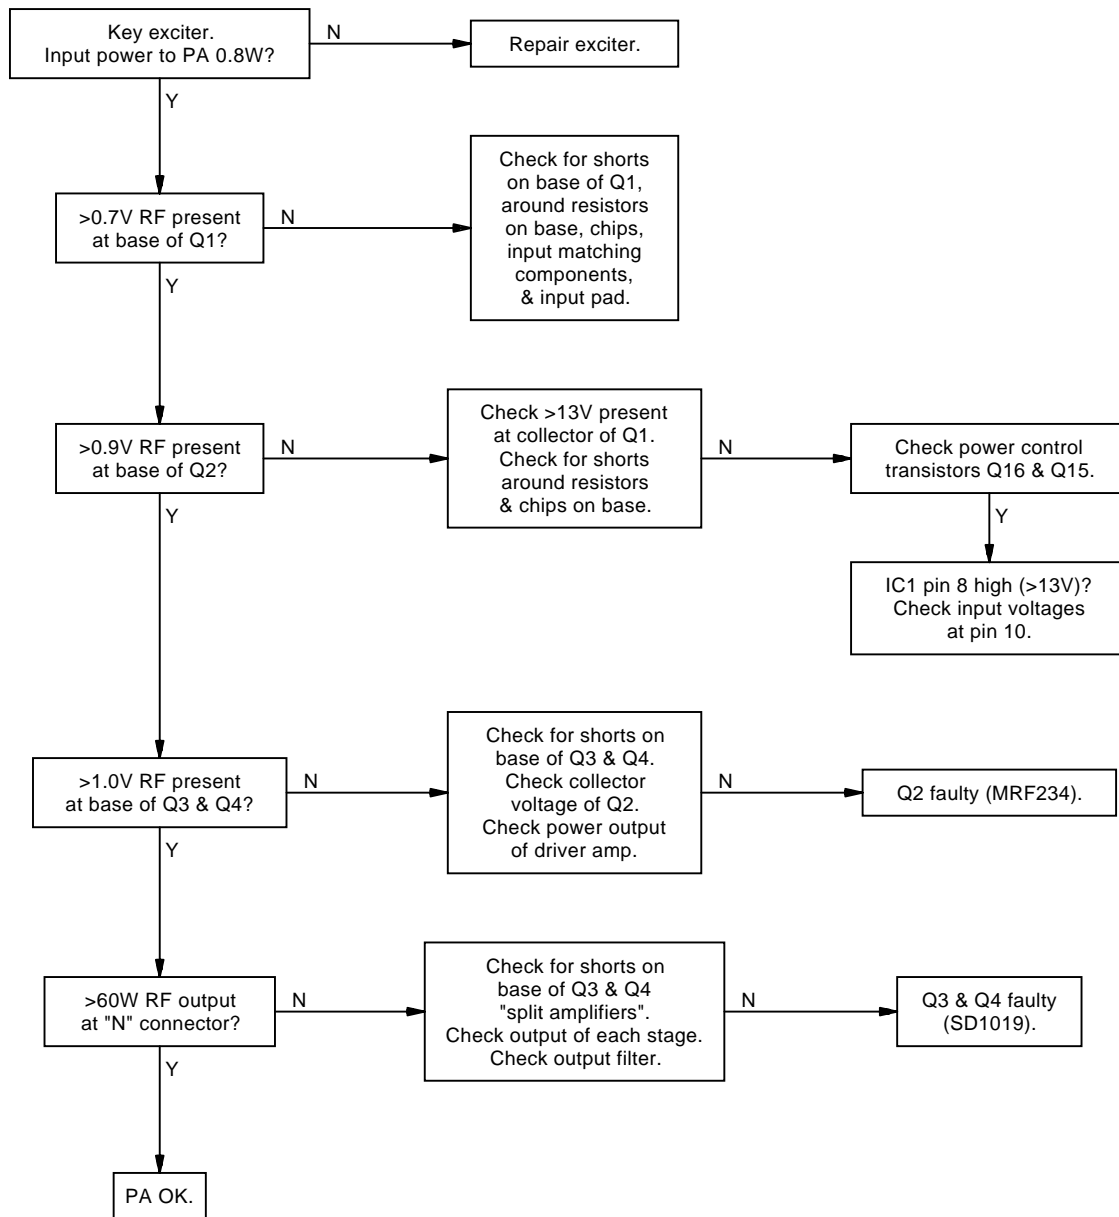 Key exciter.
Input power to PA 0.8W?
N
Repair exciter.
Y
>0.7V RF present
at base of Q1?
N
Check for shorts
on base of Q1,
around resistors
on base, chips,
input matching
components,
& input pad.
Y
>0.9V RF present
at base of Q2?
N
Check >13V present
at collector of Q1.
Check for shorts
around resistors
& chips on base.
N
Check power control
transistors Q16 & Q15.
Y
IC1 pin 8 high (>13V)?
Check input voltages
at pin 10.
Y
>1.0V RF present
at base of Q3 & Q4?
N
Check for shorts on
base of Q3 & Q4.
Check collector
voltage of Q2.
Check power output
of driver amp.
N
Q2 faulty (MRF234).
Y
>60W RF output
at "N" connector?
N
Check for shorts on
base of Q3 & Q4
"split amplifiers".
Check output of each stage.
Check output filter.
N
Q3 & Q4 faulty
(SD1019).
Y
PA OK.